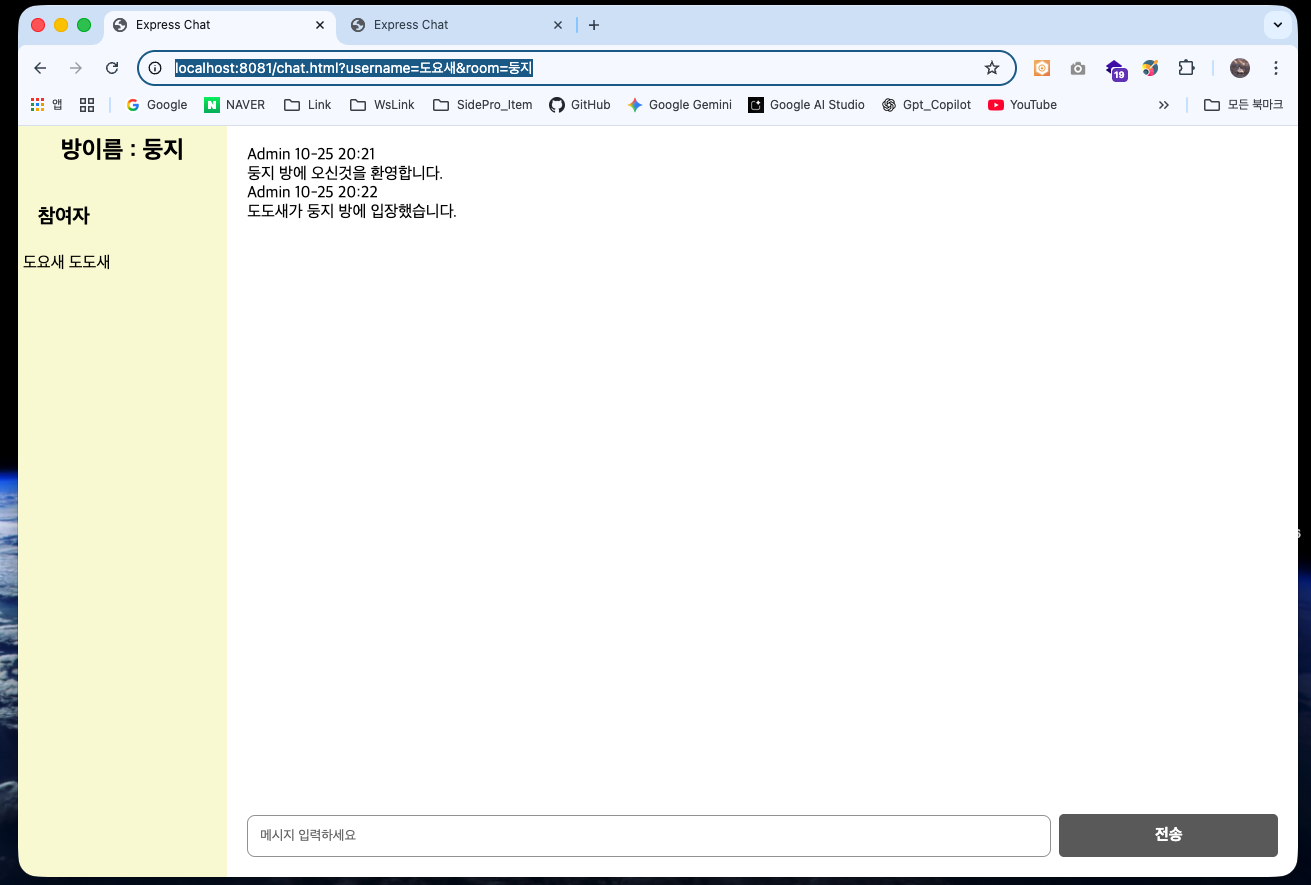 Express Chat
Express Chat
localhost:8081/chat.html?username=도요새&room=둥지
19
앱
Google
NAVER
Link
WsLink
SidePro_Item
GitHub
Google Gemini
Google AI Studio
Gpt_Copilot
YouTube
모든 북마크
방이름 : 둥지
참여자
도요새 도도새
Admin 10-25 20:21
둥지 방에 오신것을 환영합니다.
Admin 10-25 20:22
도도새가 둥지 방에 입장했습니다.
메시지 입력하세요
전송